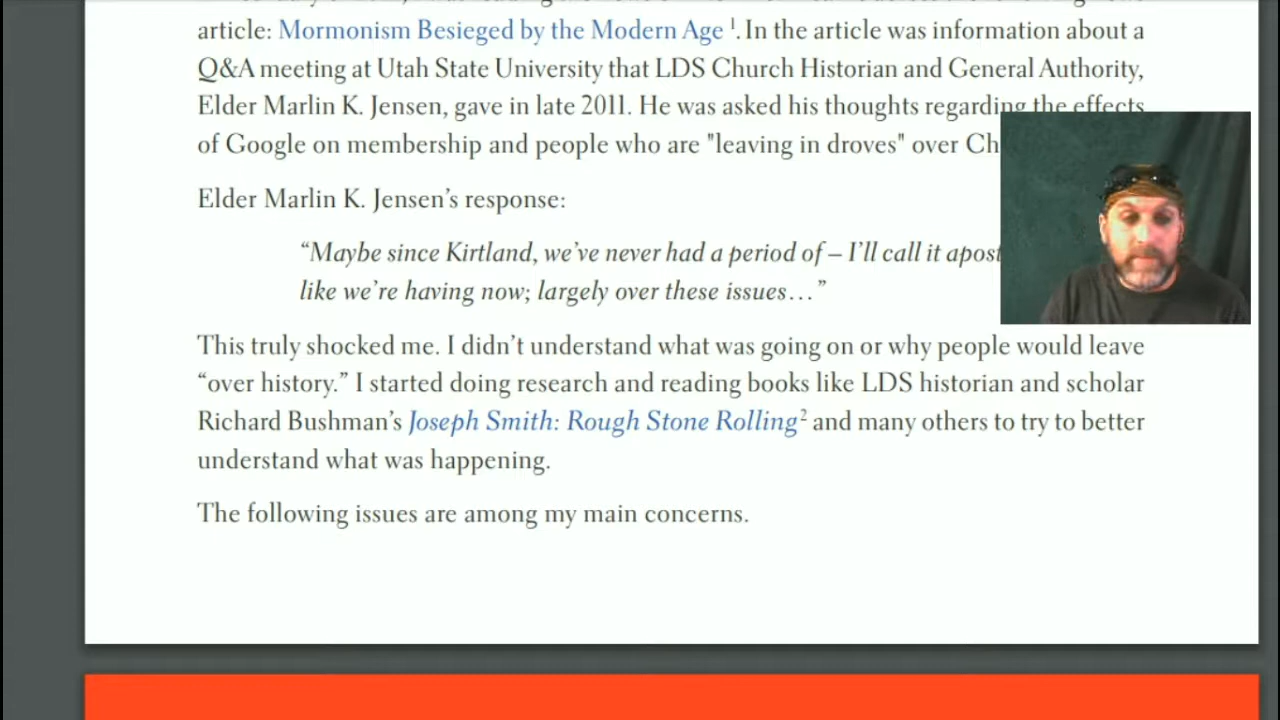 article: Mormonism Besieged by the Modern Age ¹. In the article was information about a
Q&A meeting at Utah State University that LDS Church Historian and General Authority,
Elder Marlin K. Jensen, gave in late 2011. He was asked his thoughts regarding the effects
of Google on membership and people who are "leaving in droves" over Ch
Elder Marlin K. Jensen’s response:
“Maybe since Kirtland, we’ve never had a period of – I’ll call it apost
like we’re having now; largely over these issues…”
This truly shocked me. I didn’t understand what was going on or why people would leave
“over history.” I started doing research and reading books like LDS historian and scholar
Richard Bushman’s Joseph Smith: Rough Stone Rolling² and many others to try to better
understand what was happening.
The following issues are among my main concerns.